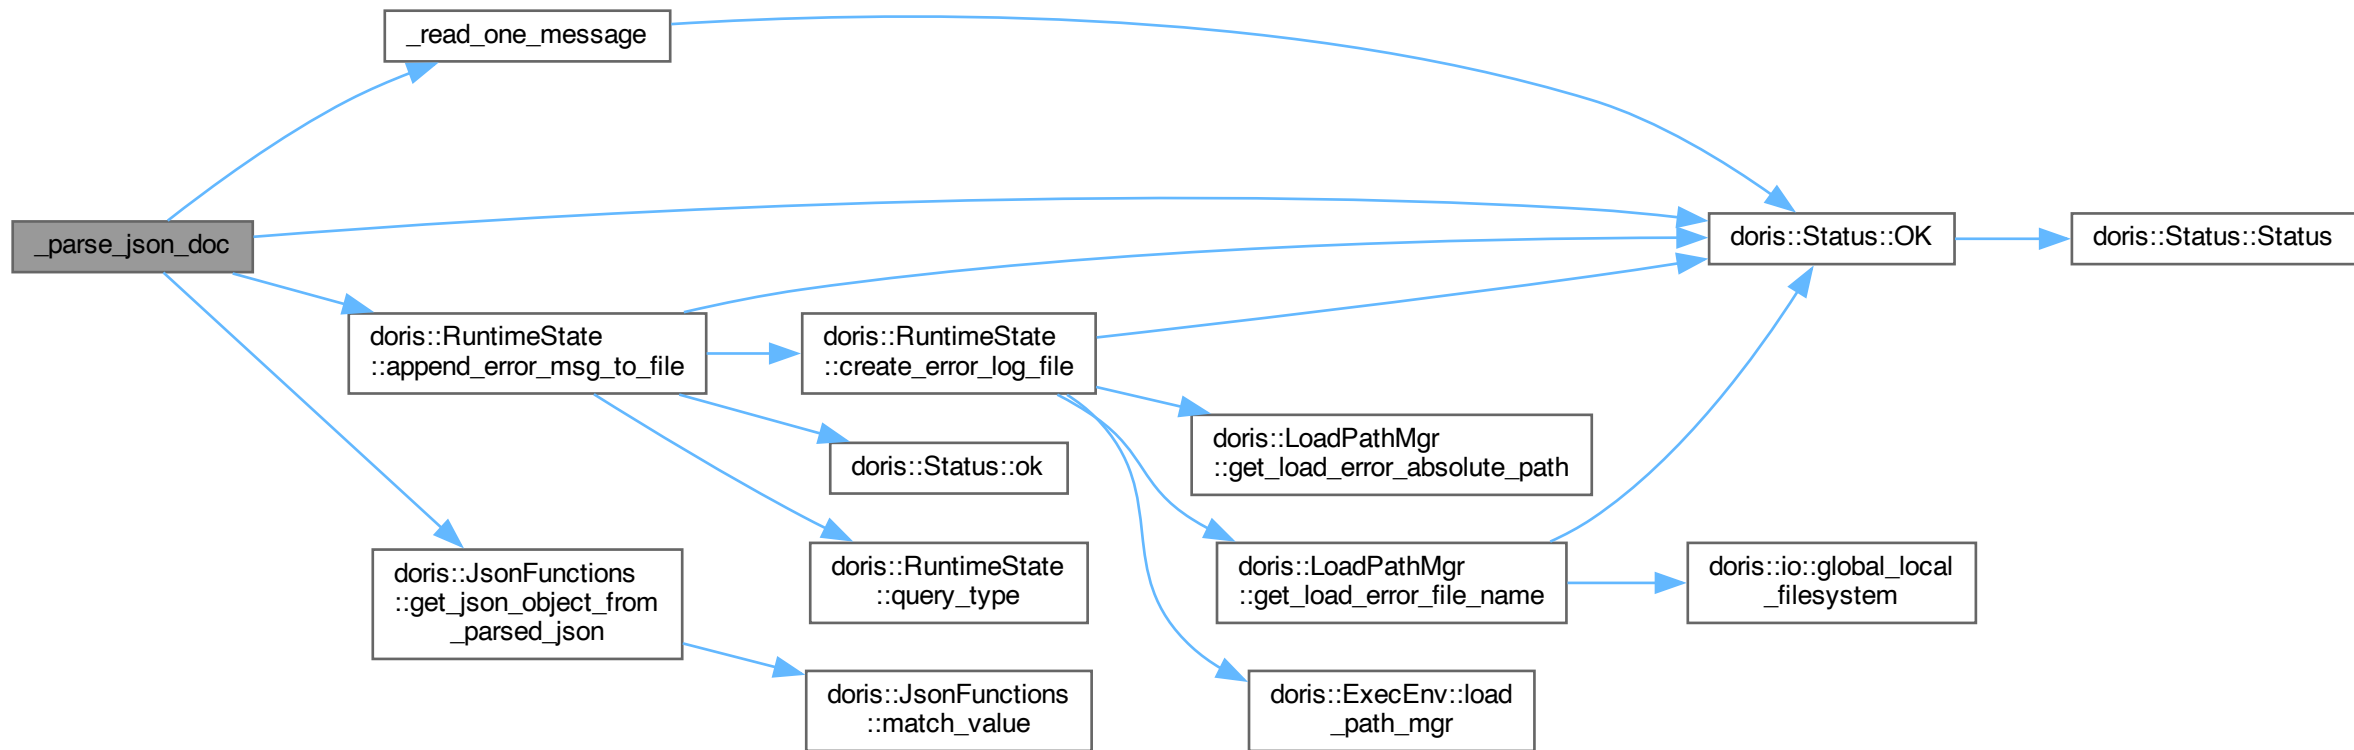 _read_one_message
_parse_json_doc
doris::Status::OK
doris::Status::Status
doris::RuntimeState
::append_error_msg_to_file
doris::RuntimeState
::create_error_log_file
doris::LoadPathMgr
::get_load_error_absolute_path
doris::Status::ok
doris::JsonFunctions
::get_json_object_from
_parsed_json
doris::RuntimeState
::query_type
doris::LoadPathMgr
::get_load_error_file_name
doris::io::global_local
_filesystem
doris::JsonFunctions
::match_value
doris::ExecEnv::load
_path_mgr